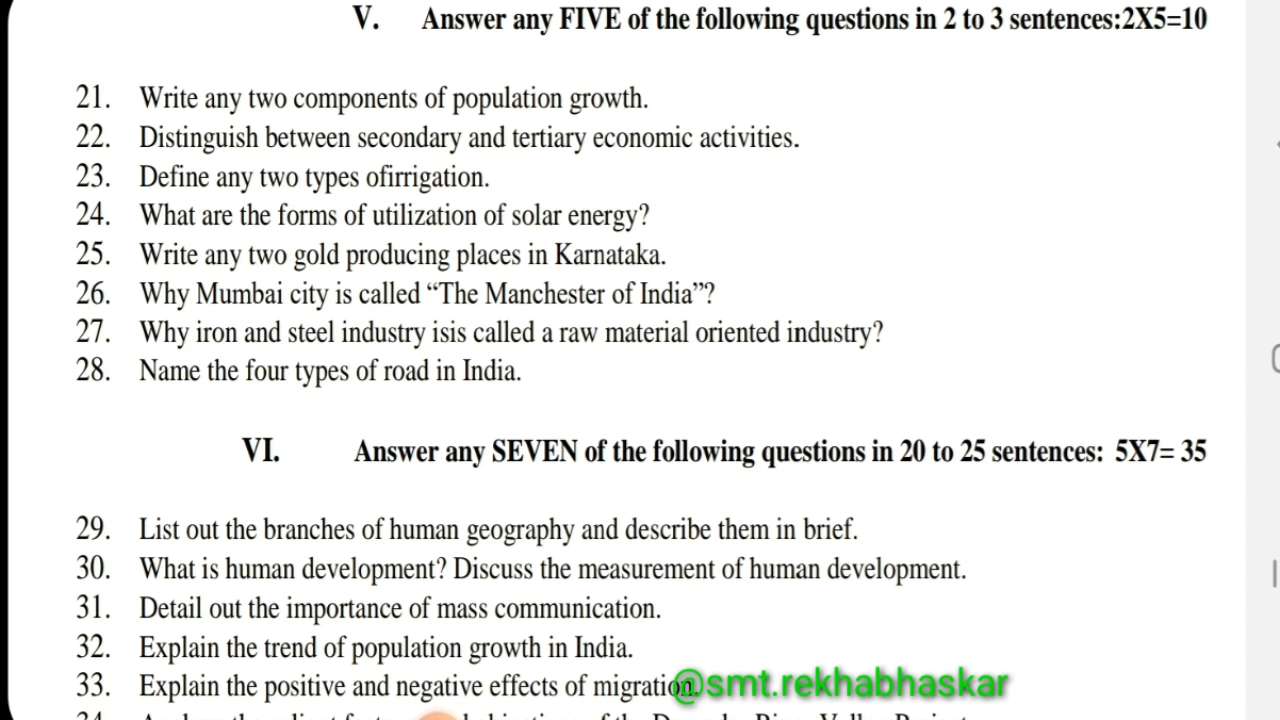 V. Answer any FIVE of the following questions in 2 to 3 sentences:2X5=10
21. Write any two components of population growth.
22. Distinguish between secondary and tertiary economic activities.
23. Define any two types ofirrigation.
24. What are the forms of utilization of solar energy?
25. Write any two gold producing places in Karnataka.
26. Why Mumbai city is called “The Manchester of India”?
27. Why iron and steel industry isis called a raw material oriented industry?
28. Name the four types of road in India.
VI. Answer any SEVEN of the following questions in 20 to 25 sentences: 5X7= 35
29. List out the branches of human geography and describe them in brief.
30. What is human development? Discuss the measurement of human development.
31. Detail out the importance of mass communication.
32. Explain the trend of population growth in India.
33. Explain the positive and negative effects of migration.
@smt.rekhabhaskar